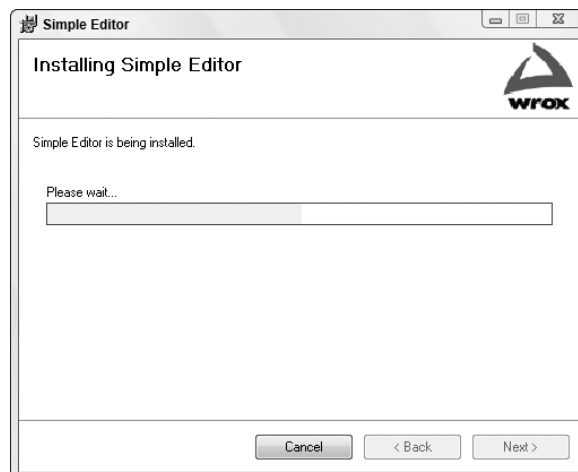 Simple Editor
Installing Simple Editor
wrox
Simple Editor is being installed.
Please wait...
Cancel
< Back
Next >